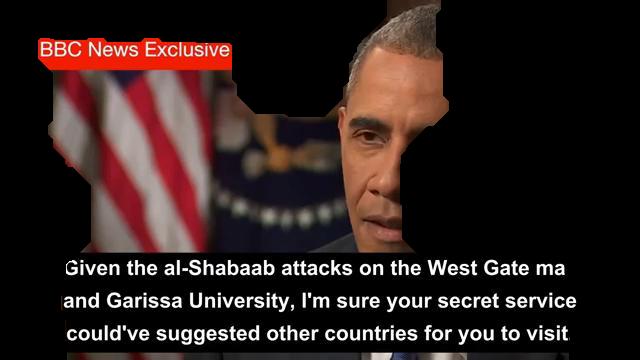 BBC News Exclusive
Given the al-Shabaab attacks on the West Gate ma
and Garissa University, I'm sure your secret service
could've suggested other countries for you to visit.